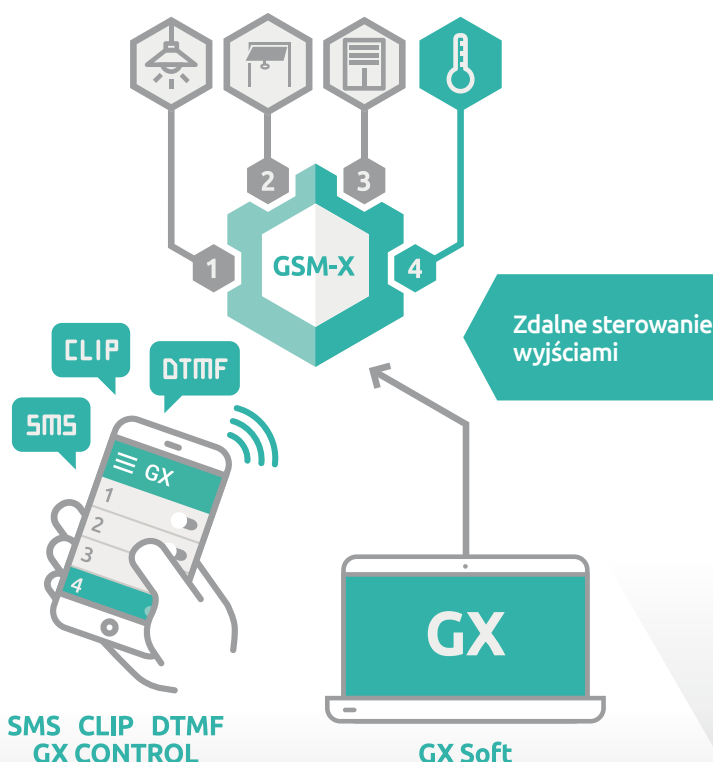 2
3
1
GSM-X
4
Zdalne sterowanie
wyjściami
CLIP
DTMF
SMS
GX
1
2
3
4
GX
SMS CLIP DTMF
GX CONTROL
GX Soft